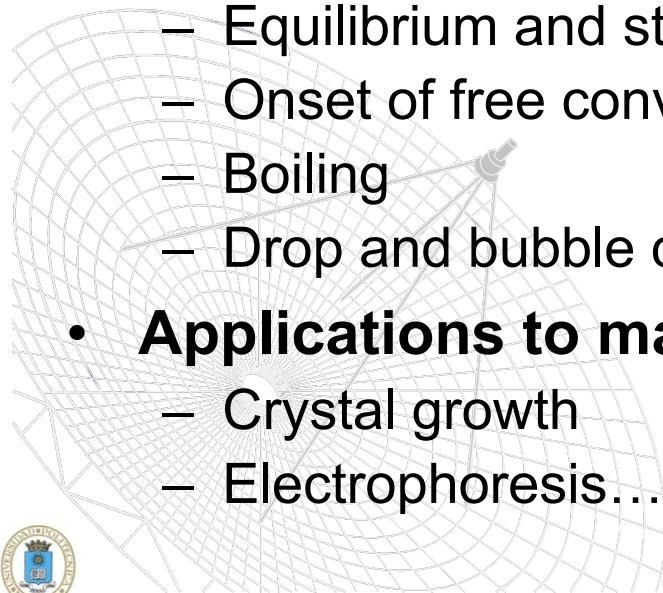 – Equilibrium and st
– Onset of free conv
– Boiling
– Drop and bubble
• Applications to ma
– Crystal growth
– Electrophoresis…